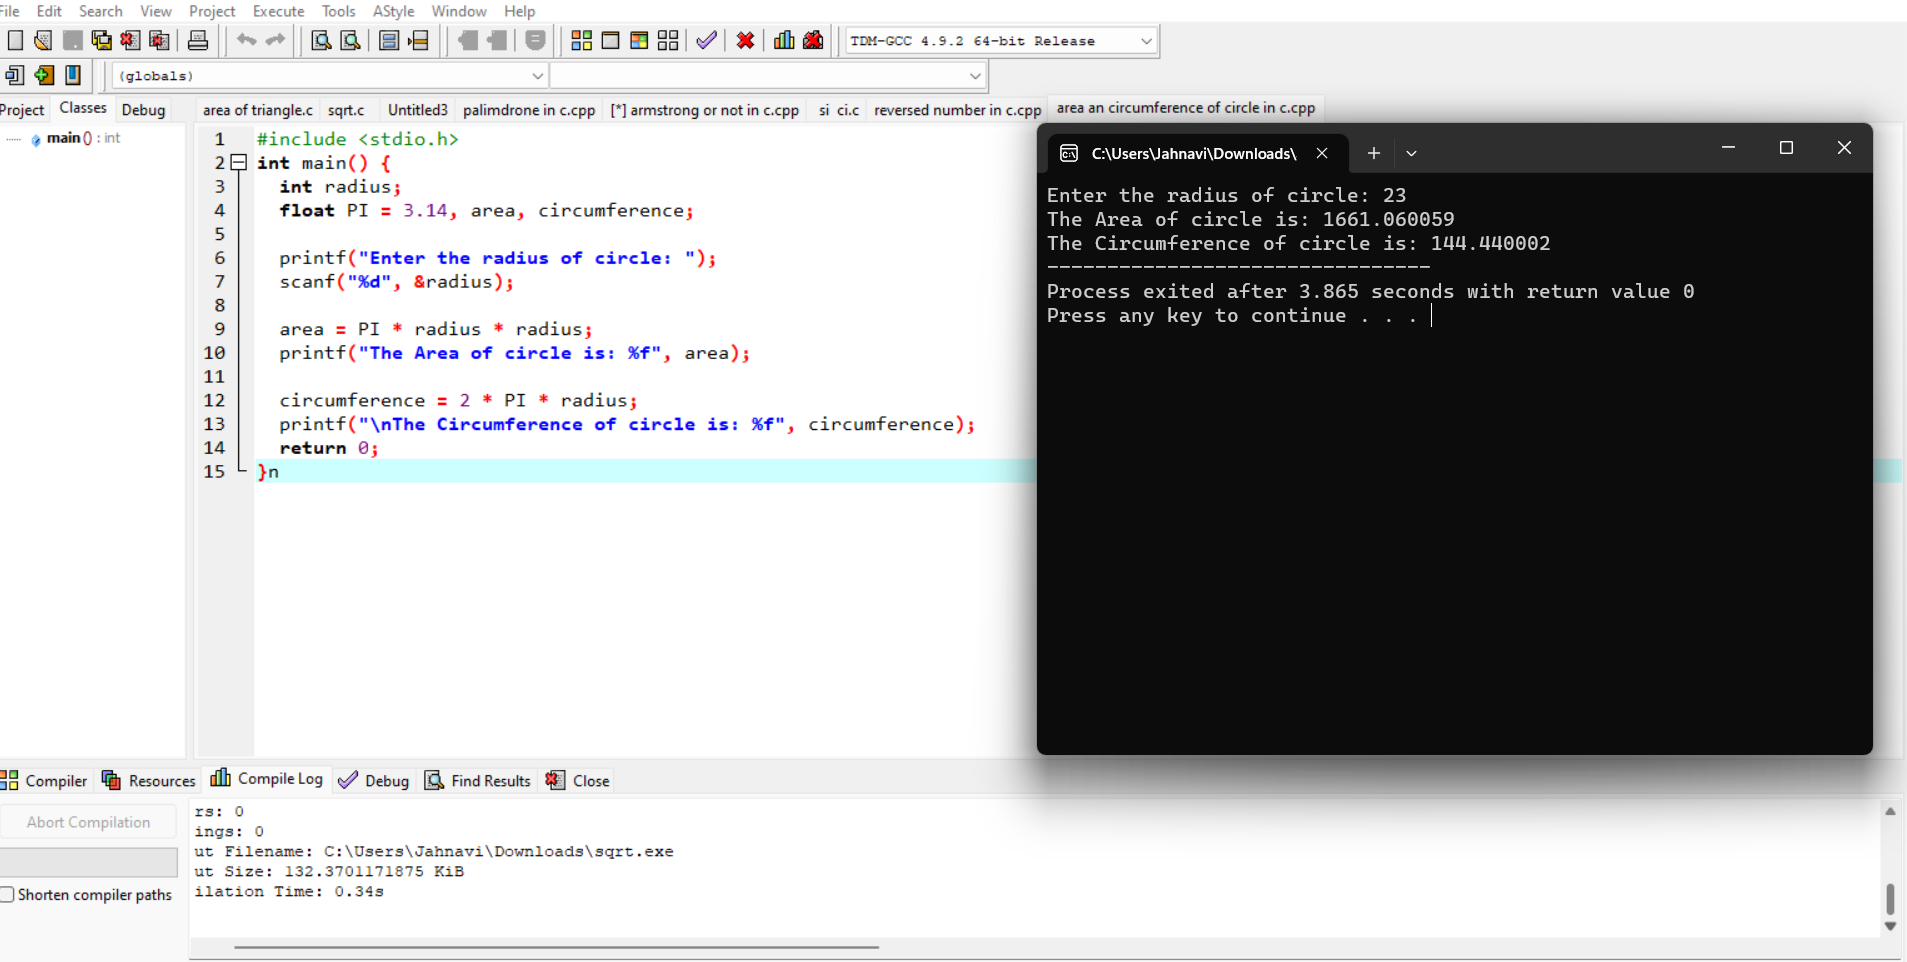 File Edit Search View Project Execute Tools AStyle Window Help
TDM-GCC 4.9.2 64-bit Release
(globals)
Project Classes Debug
area of triangle.c sqrt.c Untitled3 palimdrone in c.cpp [*] armstrong or not in c.cpp si ci.c reversed number in c.cpp area an circumference of circle in c.cpp
main () : int
1 #include <stdio.h>
2 int main() {
3 int radius;
4 float PI = 3.14, area, circumference;
5
6 printf("Enter the radius of circle: ");
7 scanf("%d", &radius);
8
9 area = PI * radius * radius;
10 printf("The Area of circle is: %f", area);
11
12 circumference = 2 * PI * radius;
13 printf("\nThe Circumference of circle is: %f", circumference);
14 return 0;
15 }n
C:\Users\Jahnavi\Downloads\
Enter the radius of circle: 23
The Area of circle is: 1661.060059
The Circumference of circle is: 144.440002
--------------------------------
Process exited after 3.865 seconds with return value 0
Press any key to continue . . .
Compiler Resources Compile Log Debug Find Results Close
Abort Compilation
Shorten compiler paths
rs: 0
ings: 0
ut Filename: C:\Users\Jahnavi\Downloads\sqrt.exe
ut Size: 132.3701171875 KiB
ilation Time: 0.34s